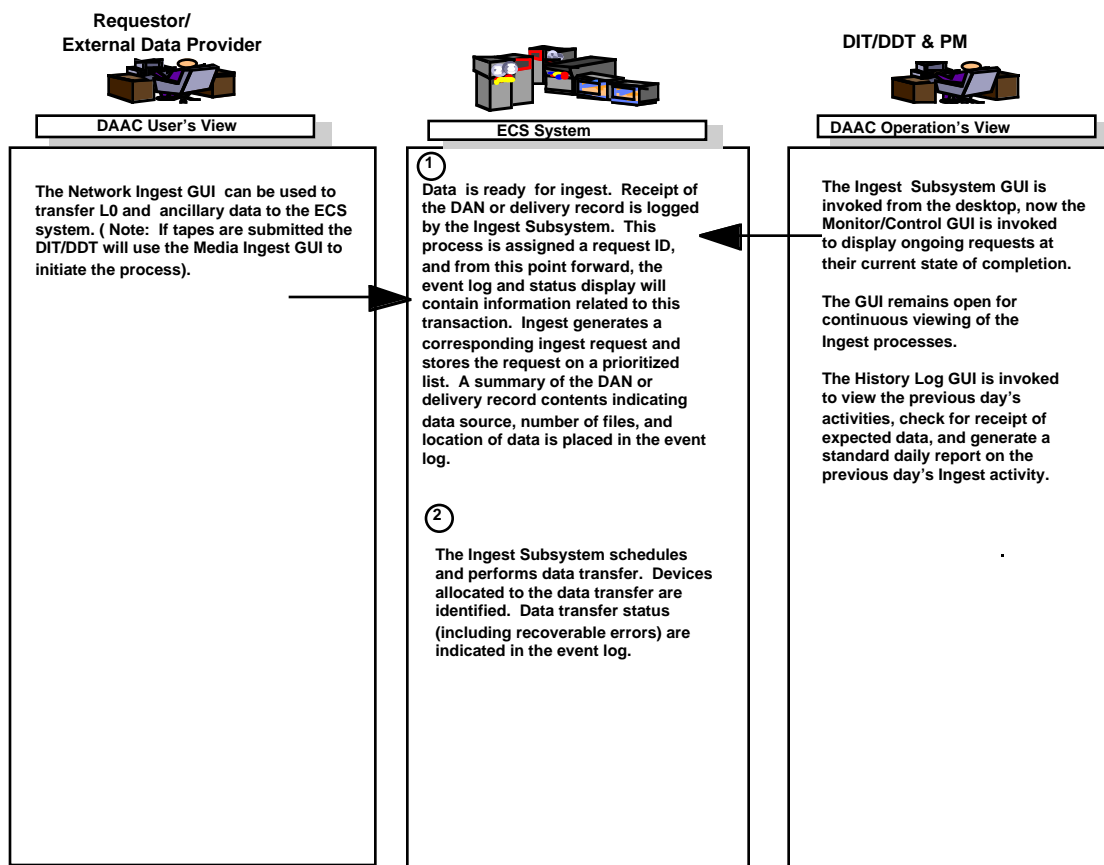 Requestor/
External Data Provider
DAAC User's View
The Network Ingest GUI can be used to
transfer L0 and ancillary data to the ECS
system. ( Note: If tapes are submitted the
DIT/DDT will use the Media Ingest GUI to
initiate the process).
ECS System
1
Data is ready for ingest. Receipt of
the DAN or delivery record is logged
by the Ingest Subsystem. This
process is assigned a request ID,
and from this point forward, the
event log and status display will
contain information related to this
transaction. Ingest generates a
corresponding ingest request and
stores the request on a prioritized
list. A summary of the DAN or
delivery record contents indicating
data source, number of files, and
location of data is placed in the event
log.
2
The Ingest Subsystem schedules
and performs data transfer. Devices
allocated to the data transfer are
identified. Data transfer status
(including recoverable errors) are
indicated in the event log.
DIT/DDT & PM
DAAC Operation's View
The Ingest Subsystem GUI is
invoked from the desktop, now the
Monitor/Control GUI is invoked
to display ongoing requests at
their current state of completion.
The GUI remains open for
continuous viewing of the
Ingest processes.
The History Log GUI is invoked
to view the previous day's
activities, check for receipt of
expected data, and generate a
standard daily report on the
previous day's Ingest activity.
.